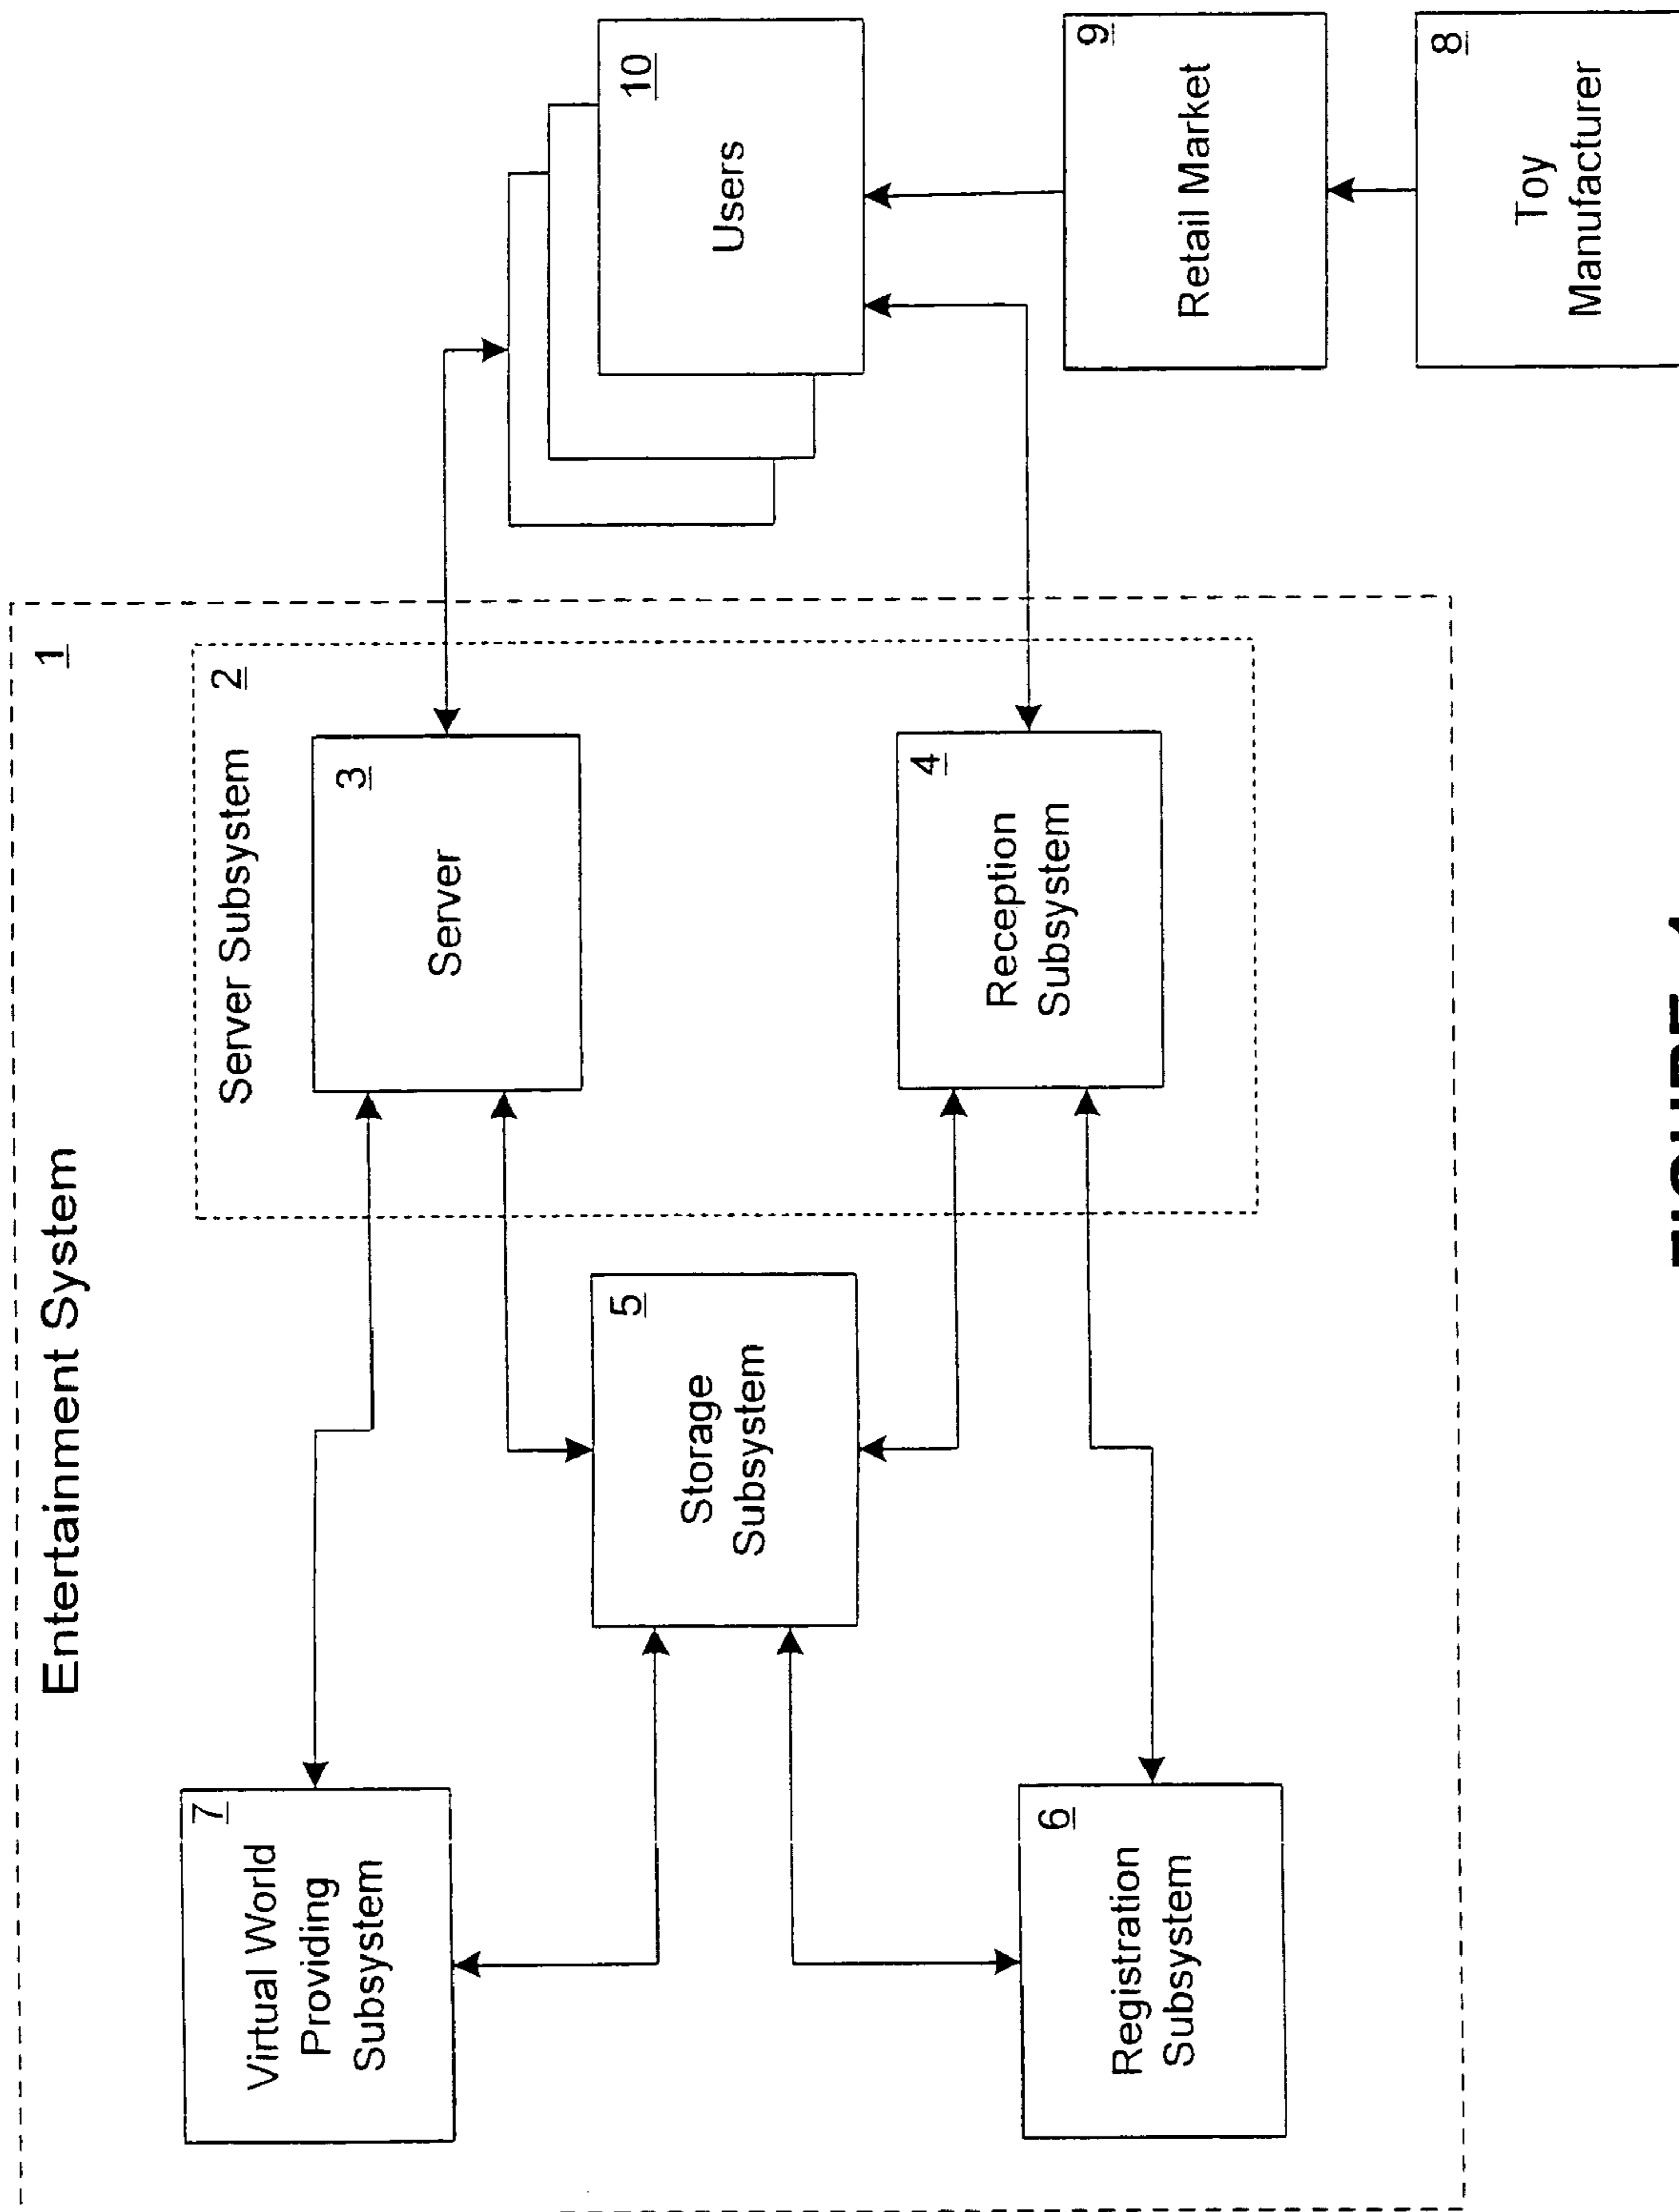 Entertainment System
1
7
Virtual World
Providing
Subsystem
Server Subsystem
2
3
Server
5
Storage
Subsystem
10
Users
6
Registration
Subsystem
4
Reception
Subsystem
9
Retail Market
8
Toy
Manufacturer
FIGURE